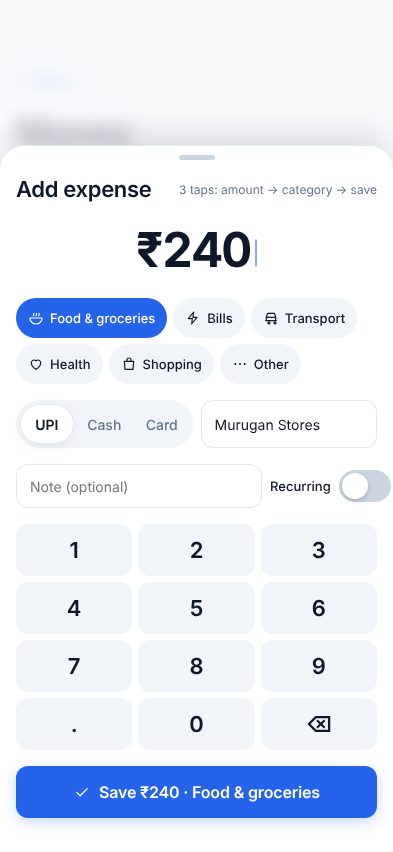 Add expense
3 taps: amount → category → save
₹240
Food & groceries
Bills
Transport
Health
Shopping
Other
UPI
Cash
Card
Murugan Stores
Note (optional)
Recurring
1
2
3
4
5
6
7
8
9
.
0
Save ₹240 · Food & groceries